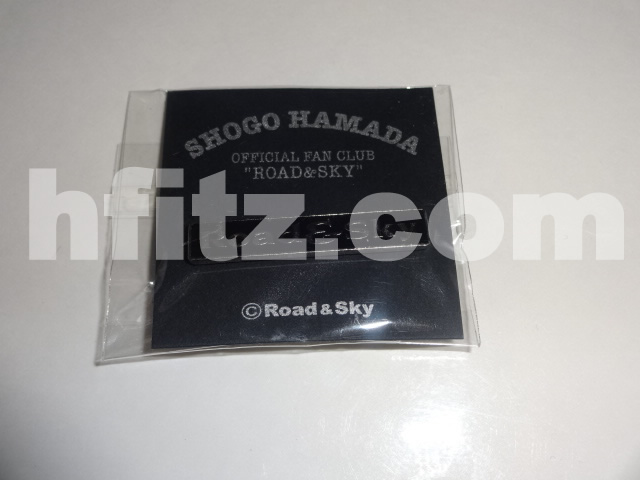 SHOGO HAMADA
OFFICIAL FAN CLUB
"ROAD&SKY"
hfitz.com
©Road&Sky